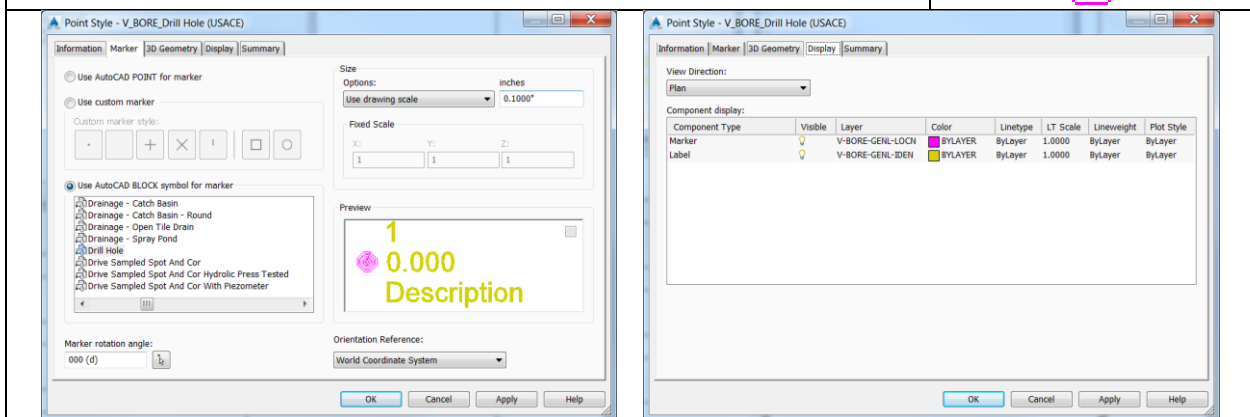 Point Style - V_BORE_Drill Hole (USACE)
Information Marker 3D Geometry Display Summary
Use AutoCAD POINT for marker
Use custom marker
Custom marker style:
Use AutoCAD BLOCK symbol for marker
Drainage - Catch Basin
Drainage - Catch Basin - Round
Drainage - Open Tile Drain
Drainage - Spray Pond
Drill Hole
Drive Sampled Spot And Cor
Drive Sampled Spot And Cor Hydrolic Press Tested
Drive Sampled Spot And Cor With Piezometer
Marker rotation angle:
000 (d)
Size
Options: inches
Use drawing scale 0.1000"
Fixed Scale
X: Y: Z:
1 1 1
Preview
1
0.000
Description
Orientation Reference:
World Coordinate System
OK Cancel Apply Help
Point Style - V_BORE_Drill Hole (USACE)
Information Marker 3D Geometry Display Summary
View Direction:
Plan
Component display:
Component Type Visible Layer Color Linetype LT Scale Lineweight Plot Style
Marker V-BORE-GENL-LOCN BYLAYER ByLayer 1.0000 ByLayer ByLayer
Label V-BORE-GENL-IDEN BYLAYER ByLayer 1.0000 ByLayer ByLayer
OK Cancel Apply Help